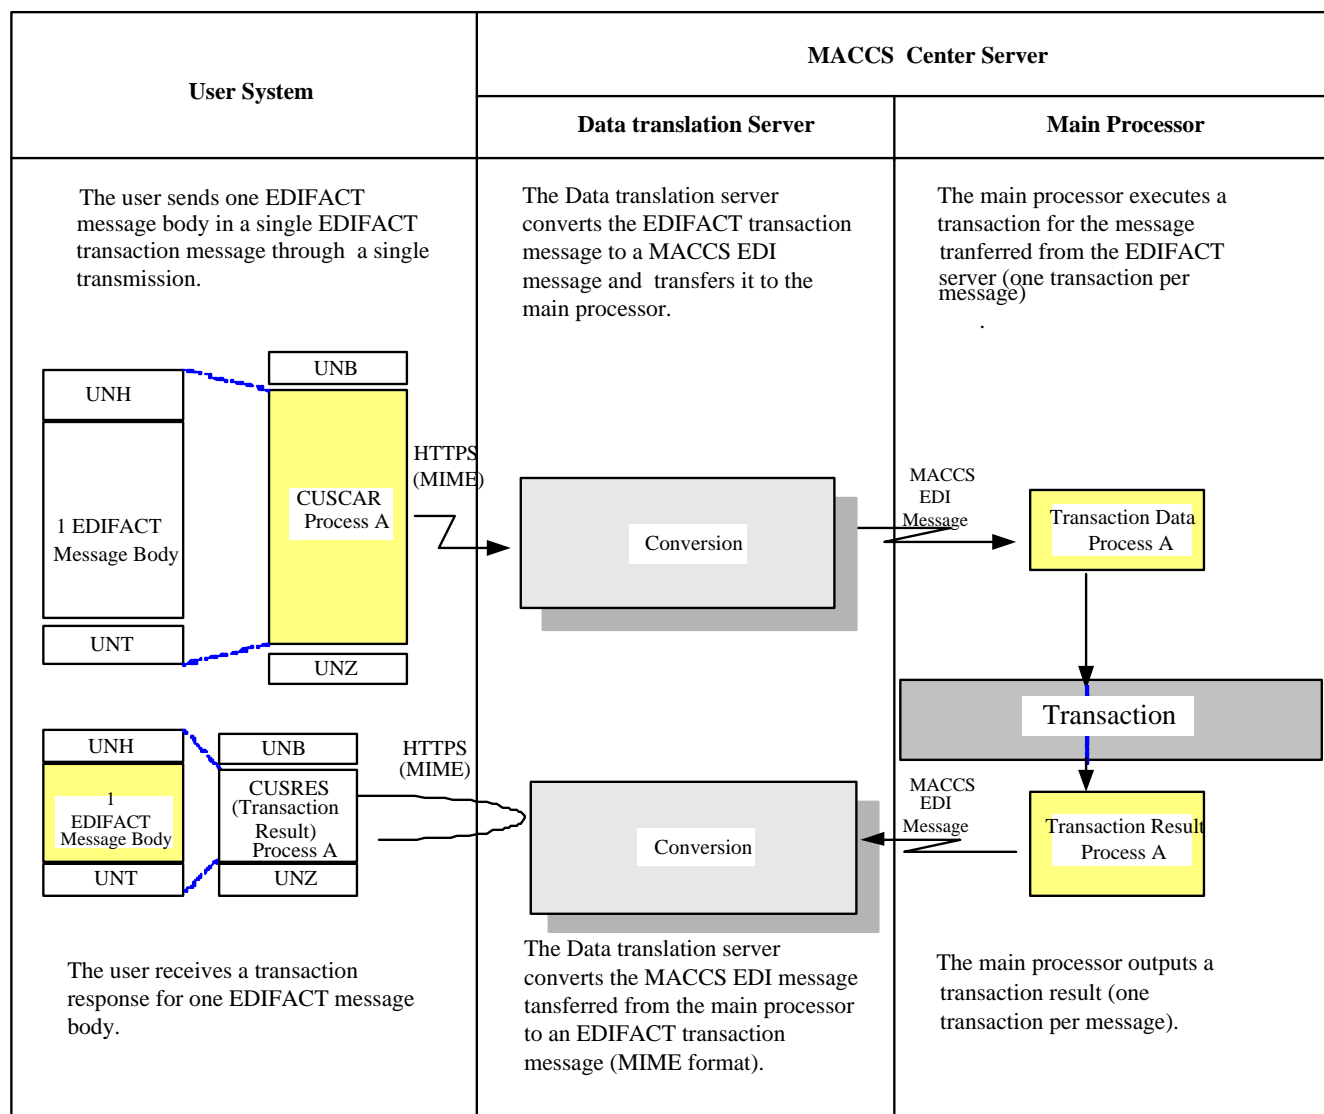 User System
MACCS Center Server
Data translation Server
Main Processor
The user sends one EDIFACT
message body in a single EDIFACT
transaction message through a single
transmission.
The Data translation server
converts the EDIFACT transaction
message to a MACCS EDI
message and transfers it to the
main processor.
The main processor executes a
transaction for the message
tranferred from the EDIFACT
server (one transaction per
message)
.
UNH
1 EDIFACT
Message Body
UNT
UNB
CUSCAR
Process A
UNZ
HTTPS
(MIME)
Conversion
MACCS
EDI
Message
Transaction Data
Process A
Transaction
UNH
1
EDIFACT
Message Body
UNT
UNB
CUSRES
(Transaction
Result)
Process A
UNZ
HTTPS
(MIME)
Conversion
MACCS
EDI
Message
Transaction Result
Process A
The user receives a transaction
response for one EDIFACT message
body.
The Data translation server
converts the MACCS EDI message
tansferred from the main processor
to an EDIFACT transaction
message (MIME format).
The main processor outputs a
transaction result (one
transaction per message).